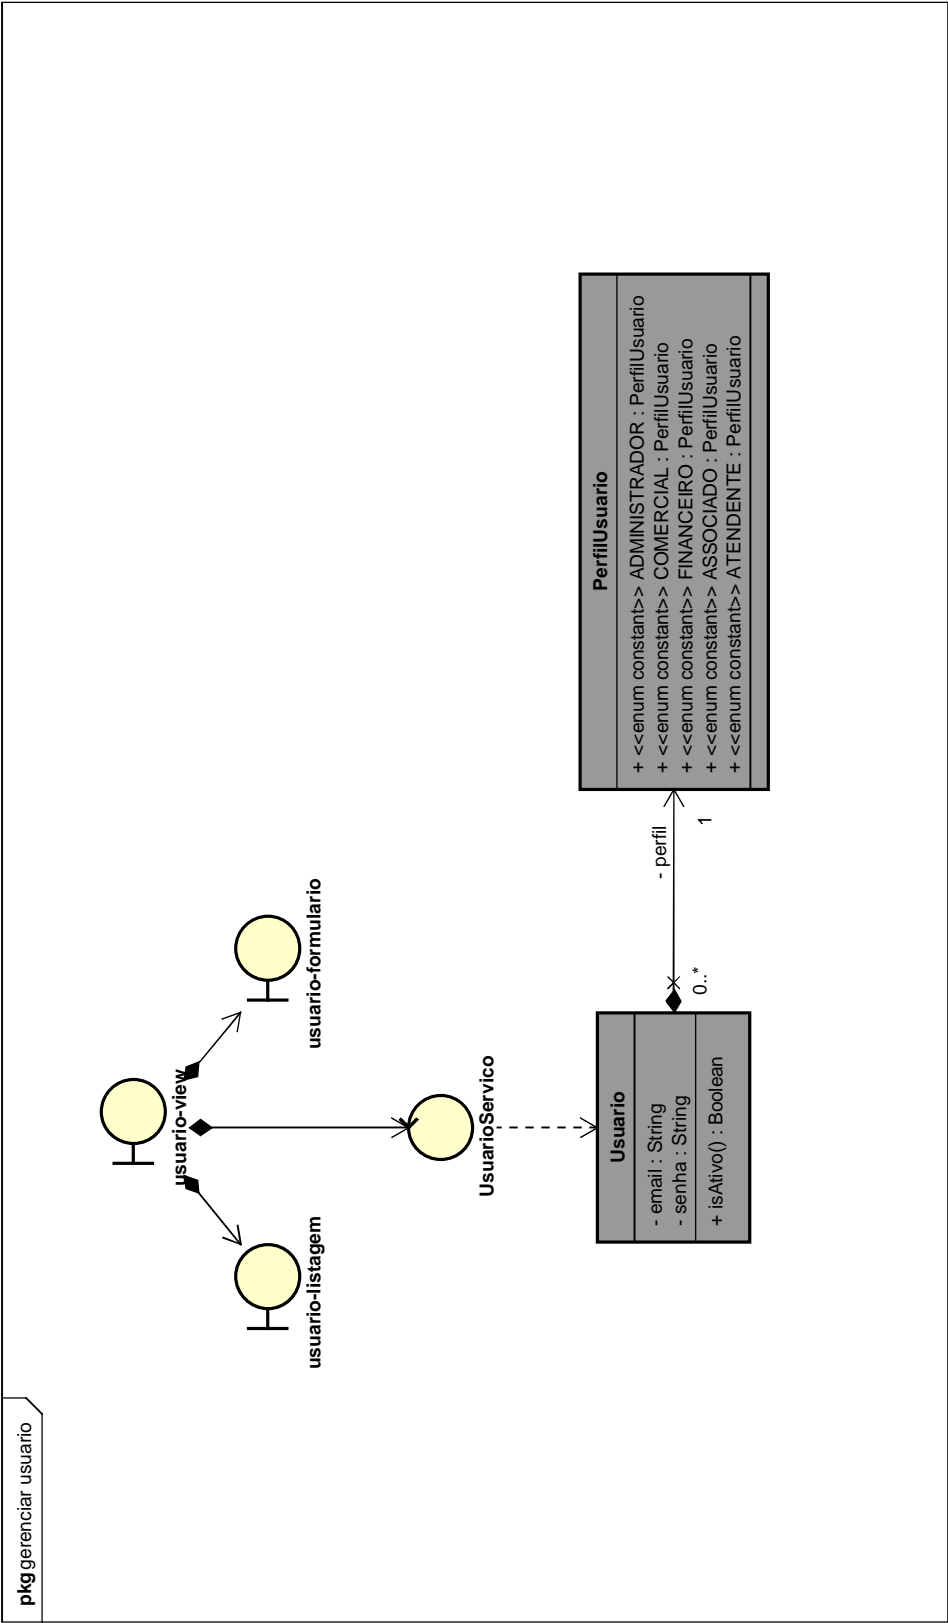 pkg gerenciar usuario
usuario-view
usuario-listagem
usuario-formulario
UsuarioServico
Usuario
- email : String
- senha : String
+ isAtivo() : Boolean
0..*
- perfil
1
PerfilUsuario
+ <<enum constant>> ADMINISTRADOR : PerfilUsuario
+ <<enum constant>> COMERCIAL : PerfilUsuario
+ <<enum constant>> FINANCEIRO : PerfilUsuario
+ <<enum constant>> ASSOCIADO : PerfilUsuario
+ <<enum constant>> ATENDENTE : PerfilUsuario